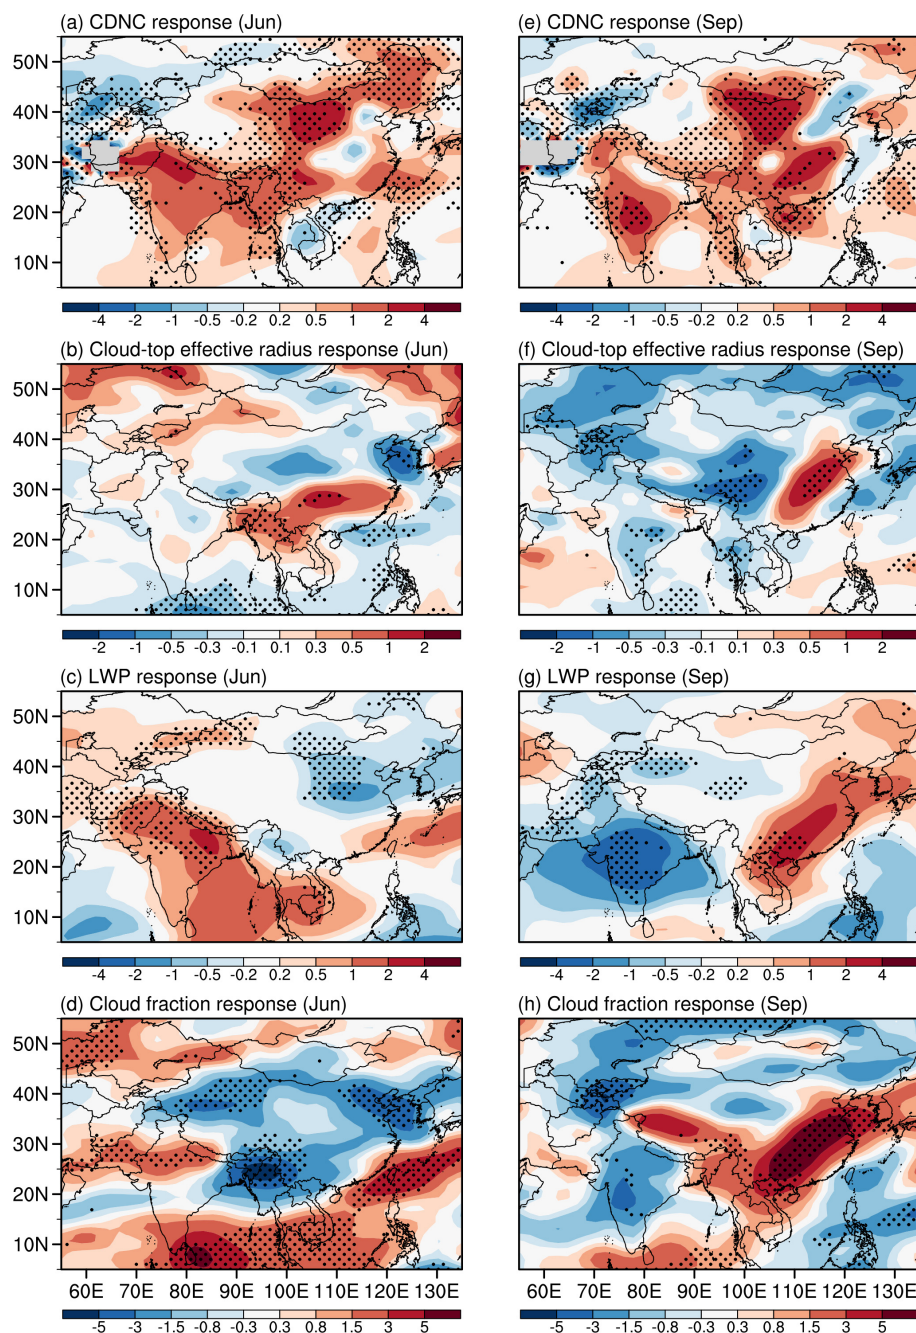 (a) CDNC response (Jun)
50N
40N
30N
20N
10N
-4 -2 -1 -0.5 -0.2 0.2 0.5 1 2 4
(e) CDNC response (Sep)
-4 -2 -1 -0.5 -0.2 0.2 0.5 1 2 4
(b) Cloud-top effective radius response (Jun)
50N
40N
30N
20N
10N
-2 -1 -0.5 -0.3 -0.1 0.1 0.3 0.5 1 2
(f) Cloud-top effective radius response (Sep)
-2 -1 -0.5 -0.3 -0.1 0.1 0.3 0.5 1 2
(c) LWP response (Jun)
50N
40N
30N
20N
10N
-4 -2 -1 -0.5 -0.2 0.2 0.5 1 2 4
(g) LWP response (Sep)
-4 -2 -1 -0.5 -0.2 0.2 0.5 1 2 4
(d) Cloud fraction response (Jun)
50N
40N
30N
20N
10N
60E 70E 80E 90E 100E 110E 120E 130E
-5 -3 -1.5 -0.8 -0.3 0.3 0.8 1.5 3 5
(h) Cloud fraction response (Sep)
60E 70E 80E 90E 100E 110E 120E 130E
-5 -3 -1.5 -0.8 -0.3 0.3 0.8 1.5 3 5